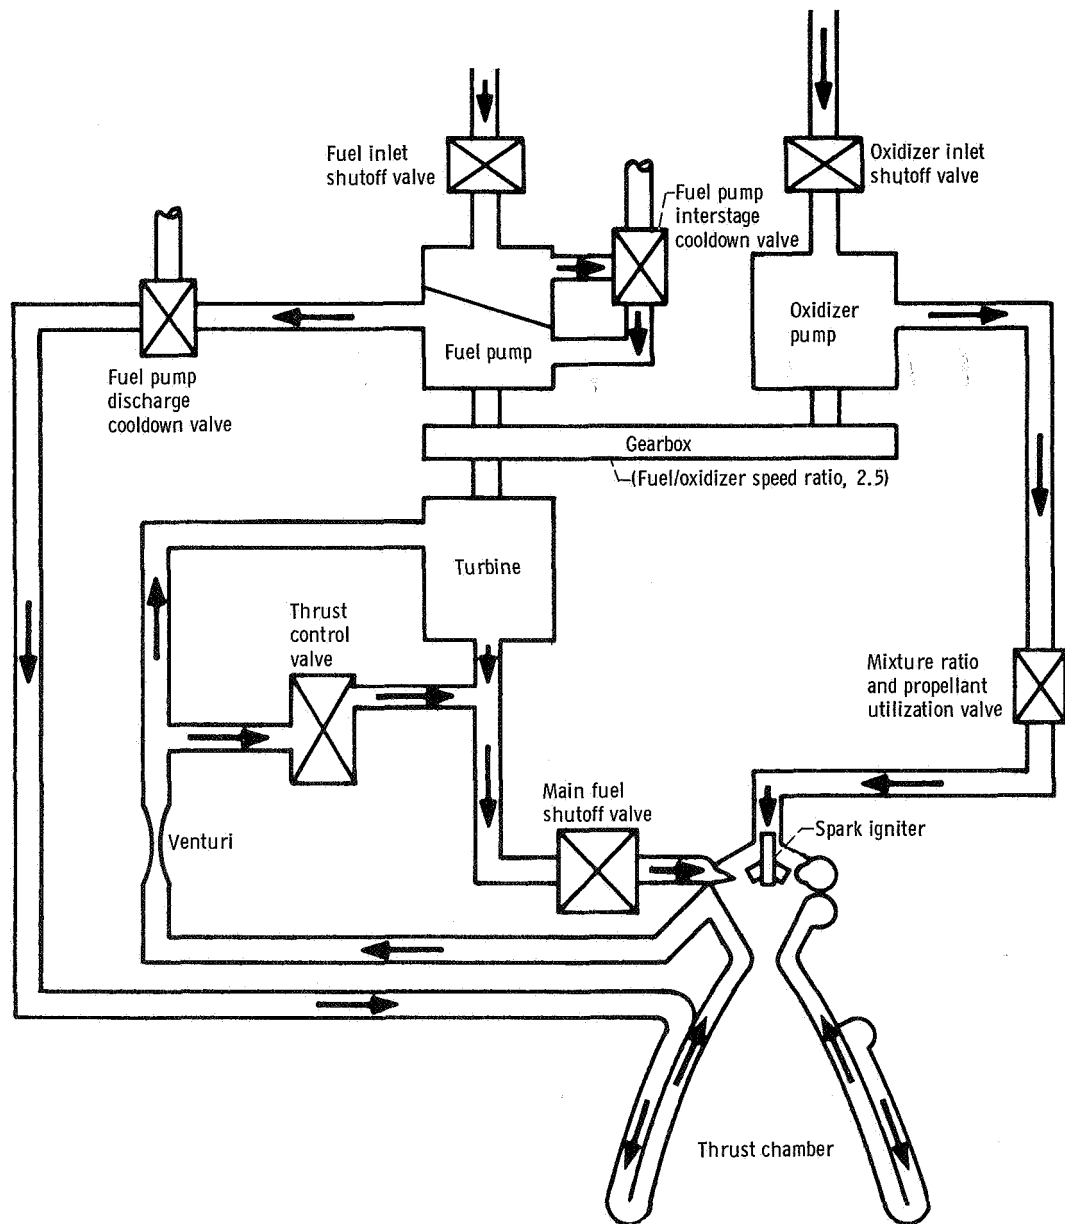 Fuel inlet
shutoff valve
Oxidizer inlet
shutoff valve
Fuel pump
interstage
cooldown valve
Oxidizer
pump
Fuel pump
Fuel pump
discharge
cooldown valve
Gearbox
(Fuel/oxidizer speed ratio, 2.5)
Turbine
Thrust
control
valve
Mixture ratio
and propellant
utilization valve
Main fuel
shutoff valve
Venturi
Spark igniter
Thrust chamber